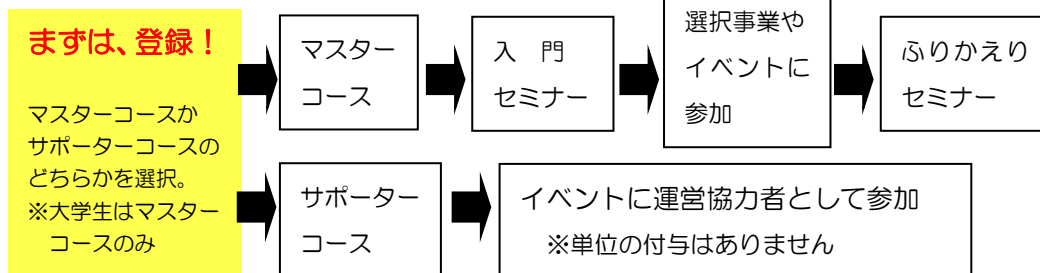 まずは、登録！
マスターコースか
サポーターコースの
どちらかを選択。
※大学生はマスター
コースのみ
マスター
コース
入　門
セミナー
選択事業や
イベントに
参加
ふりかえり
セミナー
サポーター
コース
イベントに運営協力者として参加
※単位の付与はありません